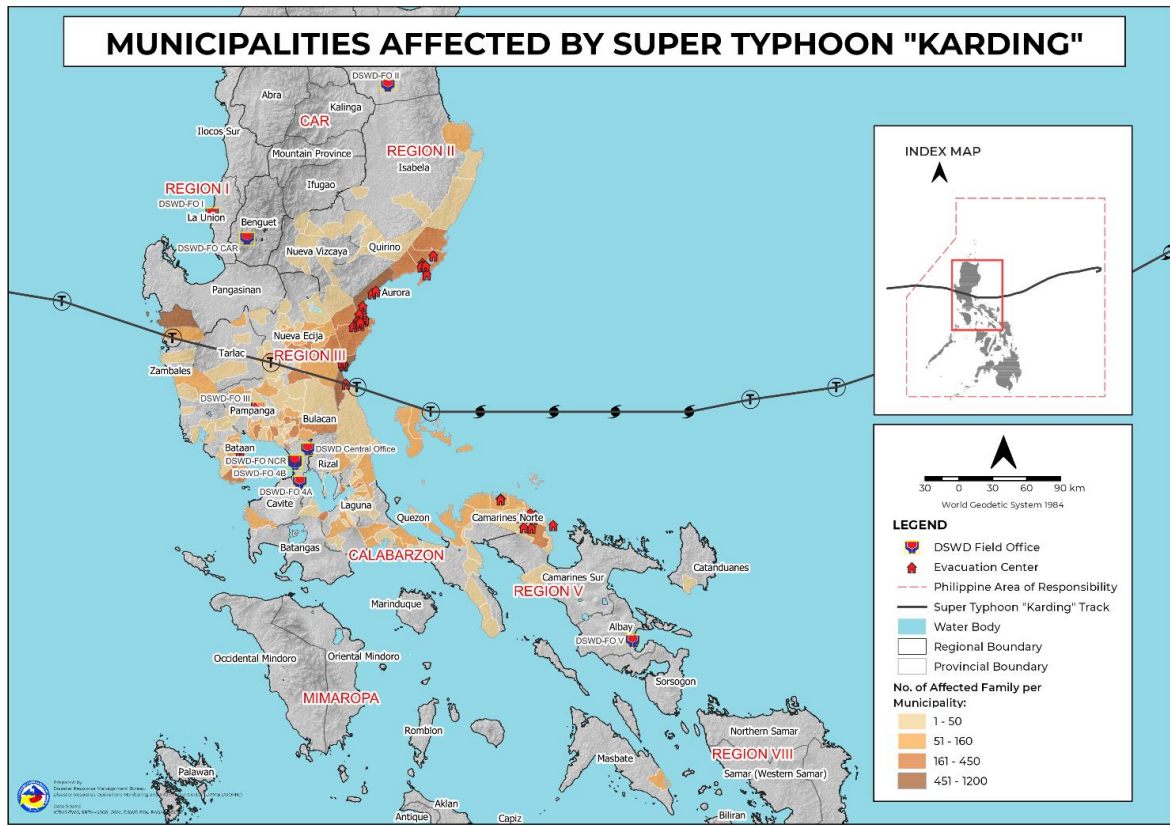 MUNICIPALITIES AFFECTED BY SUPER TYPHOON "KARDING"
DSWD-FO II
Abra
Kalinga
CAR
Ilocos Sur
Mountain Province
REGION II
Isabela
Ifugao
REGION I
DSWD-FO I
La Union
Benguet
DSWD-FO CAR
Nueva Vizcaya
Quirino
Pangasinan
Aurora
Nueva Ecija
Tarlac
REGION III
Zambales
DSWD-FO III
Pampanga
Bulacan
Bataan
DSWD Central Office
DSWD-FO NCR
Rizal
DSWD-FO 4B
DSWD-FO 4A
Cavite
Laguna
Quezon
Camarines Norte
Batangas
CALABARZON
Camarines Sur
Catanduanes
REGION V
Marinduque
Albay
DSWD-FO V
Occidental Mindoro
Oriental Mindoro
Sorsogon
MIMAROPA
Romblon
Northern Samar
REGION VIII
Masbate
Samar (Western Samar)
Palawan
Aklan
Antique
Capiz
Biliran
T
T
T
T
T
T
T
INDEX MAP
30 0 30 60 90 km
World Geodetic System 1984
LEGEND
DSWD Field Office
Evacuation Center
Philippine Area of Responsibility
Super Typhoon "Karding" Track
Water Body
Regional Boundary
Provincial Boundary
No. of Affected Family per
Municipality:
1 - 50
51 - 160
161 - 450
451 - 1200
Prepared by
Disaster Response Management Bureau
Data Source